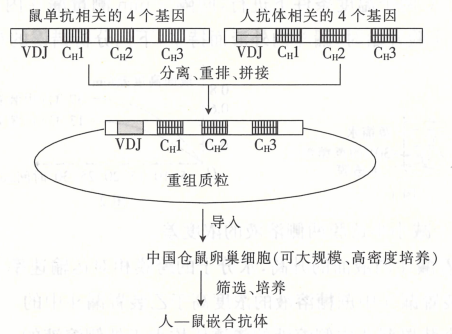 鼠单抗相关的4个基因 人抗体相关的4个基因
VDJ CH1 CH2 CH3 VDJ CH1 CH2 CH3
分离、重排、拼接
VDJ CH1 CH2 CH3
重组质粒
导入
中国仓鼠卵巢细胞(可大规模、高密度培养)
筛选、培养
人—鼠嵌合抗体